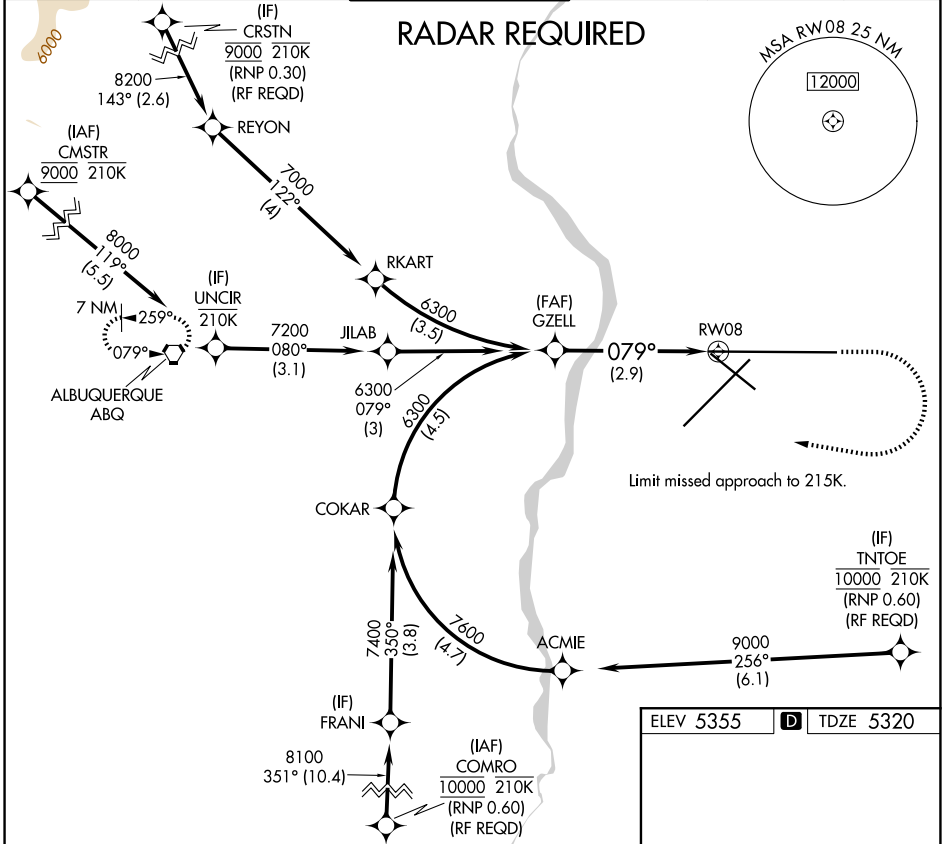 RADAR REQUIRED
6000
(IF)
CRSTN
9000 210K
(RNP 0.30)
(RF REQD)
8200
143° (2.6)
REYON
MSA RW08 25 NM
12000
(IAF)
CMSTR
9000 210K
7000
122°
(4)
8000
119°
(5.5)
RKART
(IF)
UNCIR
210K
7 NM
259°
079°
ALBUQUERQUE
ABQ
7200
080°
(3.1)
JILAB
6300
(3.5)
(FAF)
GZELL
079°
(2.9)
RW08
6300
079°
(3)
6300
(4.5)
Limit missed approach to 215K.
COKAR
(IF)
TNTOE
10000 210K
(RNP 0.60)
(RF REQD)
7400
350°
(3.8)
7600
(4.7)
ACMIE
9000
256°
(6.1)
(IF)
FRANI
8100
351° (10.4)
(IAF)
COMRO
10000 210K
(RNP 0.60)
(RF REQD)
ELEV 5355 D TDZE 5320